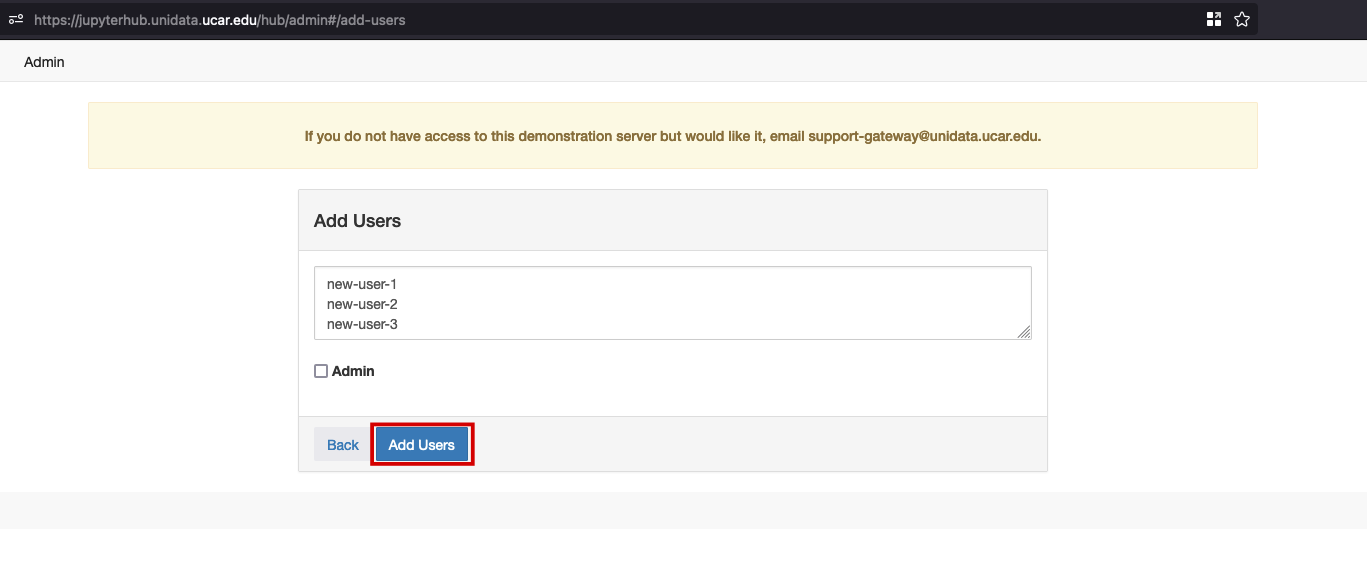 https://jupyterhub.unidata.ucar.edu/hub/admin#/add-users
Admin
If you do not have access to this demonstration server but would like it, email support-gateway@unidata.ucar.edu.
Add Users
new-user-1
new-user-2
new-user-3
Admin
Back Add Users